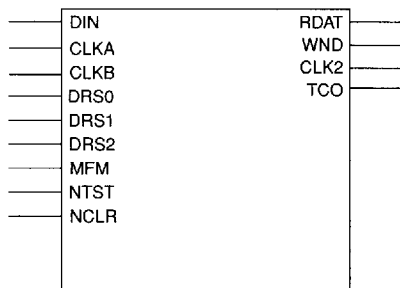 DIN
CLKA
CLKB
DRS0
DRS1
DRS2
MFM
NTST
NCLR
RDAT
WND
CLK2
TCO